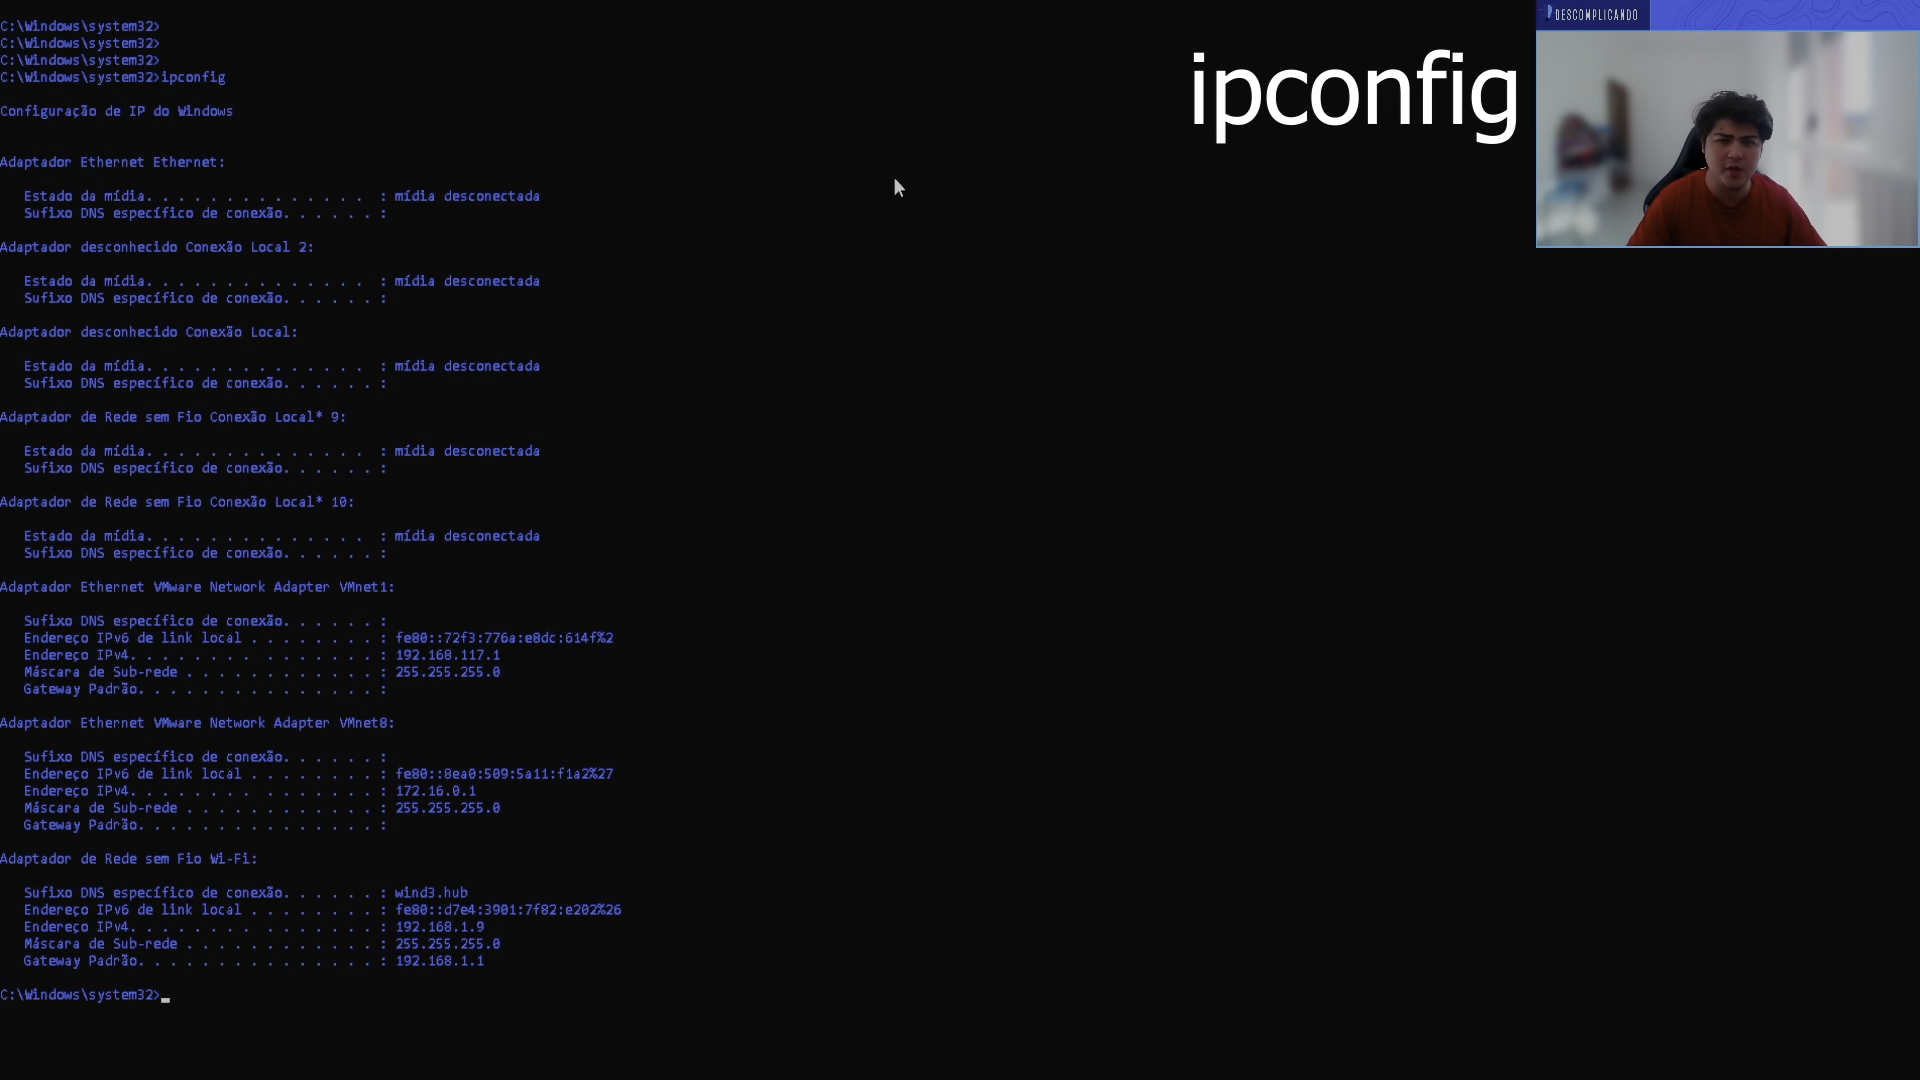 C:\Windows\system32>
C:\Windows\system32>
C:\Windows\system32>
C:\Windows\system32>ipconfig
Configuração de IP do Windows
Adaptador Ethernet Ethernet:
Estado da mídia. . . . . . . . . . . . . . : mídia desconectada
Sufixo DNS específico de conexão. . . . . . :
Adaptador desconhecido Conexão Local 2:
Estado da mídia. . . . . . . . . . . . . . : mídia desconectada
Sufixo DNS específico de conexão. . . . . . :
Adaptador desconhecido Conexão Local:
Estado da mídia. . . . . . . . . . . . . . : mídia desconectada
Sufixo DNS específico de conexão. . . . . . :
Adaptador de Rede sem Fio Conexão Local* 9:
Estado da mídia. . . . . . . . . . . . . . : mídia desconectada
Sufixo DNS específico de conexão. . . . . . :
Adaptador de Rede sem Fio Conexão Local* 10:
Estado da mídia. . . . . . . . . . . . . . : mídia desconectada
Sufixo DNS específico de conexão. . . . . . :
Adaptador Ethernet VMware Network Adapter VMnet1:
Sufixo DNS específico de conexão. . . . . . :
Endereço IPv6 de link local . . . . . . . . : fe80::72f3:776a:e8dc:614f%2
Endereço IPv4. . . . . . . .  . . . . . . . : 192.168.117.1
Máscara de Sub-rede . . . . . . . . . . . . : 255.255.255.0
Gateway Padrão. . . . . . . . . . . . . . . :
Adaptador Ethernet VMware Network Adapter VMnet8:
Sufixo DNS específico de conexão. . . . . . :
Endereço IPv6 de link local . . . . . . . . : fe80::8ea0:509:5a11:f1a2%27
Endereço IPv4. . . . . . . .  . . . . . . . : 172.16.0.1
Máscara de Sub-rede . . . . . . . . . . . . : 255.255.255.0
Gateway Padrão. . . . . . . . . . . . . . . :
Adaptador de Rede sem Fio Wi-Fi:
Sufixo DNS específico de conexão. . . . . . : wind3.hub
Endereço IPv6 de link local . . . . . . . . : fe80::d7e4:3901:7f82:e202%26
Endereço IPv4. . . . . . . .  . . . . . . . : 192.168.1.9
Máscara de Sub-rede . . . . . . . . . . . . : 255.255.255.0
Gateway Padrão. . . . . . . . . . . . . . . : 192.168.1.1
C:\Windows\system32>
ipconfig
DESCOMPLICANDO